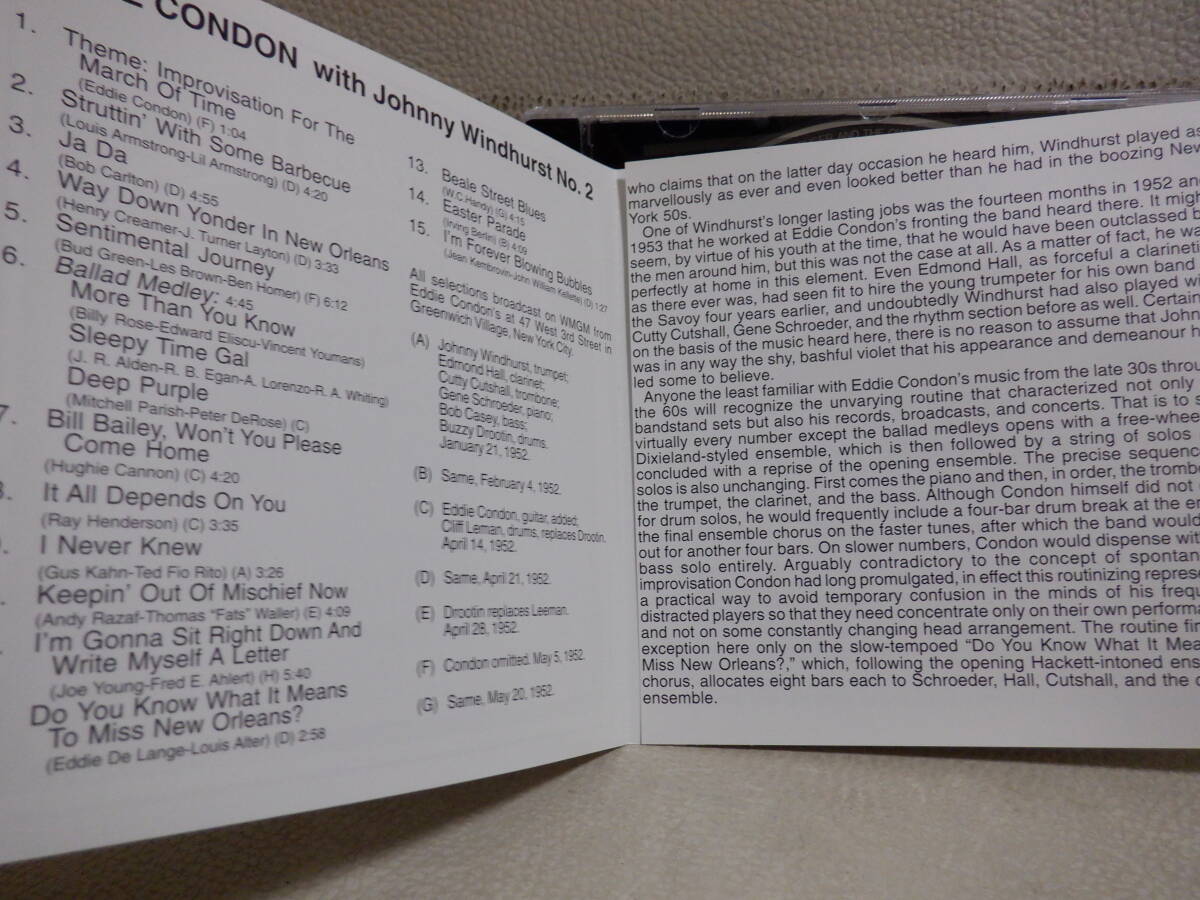 CONDON with Johnny Windhurst No. 2
1. Theme: Improvisation For The
March Of Time
(Eddie Condon) (F) 1:04
2. Struttin' With Some Barbecue
(Louis Armstrong-Lil Armstrong) (D) 4:20
3. Ja Da
(Bob Carlton) (D) 4:55
4. Way Down Yonder In New Orleans
(Henry Creamer-J. Turner Layton) (D) 3:33
5. Sentimental Journey
(Bud Green-Les Brown-Ben Homer) (F) 6:12
6. Ballad Medley: 4:45
More Than You Know
(Billy Rose-Edward Eliscu-Vincent Youmans)
Sleepy Time Gal
(J. R. Alden-R. B. Egan-A. Lorenzo-R. A. Whiting)
Deep Purple
(Mitchell Parish-Peter DeRose) (C)
7. Bill Bailey, Won't You Please
Come Home
(Hughie Cannon) (C) 4:20
It All Depends On You
(Ray Henderson) (C) 3:35
I Never Knew
(Gus Kahn-Ted Fio Rito) (A) 3:26
Keepin' Out Of Mischief Now
(Andy Razaf-Thomas "Fats" Waller) (E) 4:09
I'm Gonna Sit Right Down And
Write Myself A Letter
(Joe Young-Fred E. Ahlert) (H) 5:40
Do You Know What It Means
To Miss New Orleans?
(Eddie De Lange-Louis Alter) (D) 2:58
13. Beale Street Blues
(W.C. Handy) (G) 4:15
14. Easter Parade
(Irving Berlin) (B) 4:09
15. I'm Forever Blowing Bubbles
(Jean Kembrovin-John William Kellette) (D) 1:27
All selections broadcast on WMGM from
Eddie Condon's at 47 West 3rd Street in
Greenwich Village, New York City.
(A) Johnny Windhurst, trumpet;
Edmond Hall, clarinet;
Cutty Cutshall, trombone;
Gene Schroeder, piano;
Bob Casey, bass;
Buzzy Drootin, drums.
January 21, 1952.
(B) Same, February 4, 1952.
(C) Eddie Condon, guitar, added;
Cliff Leman, drums, replaces Drootin.
April 14, 1952.
(D) Same, April 21, 1952.
(E) Drootin replaces Leeman.
April 28, 1952.
(F) Condon omitted. May 5, 1952.
(G) Same, May 20, 1952.
who claims that on the latter day occasion he heard him, Windhurst played as
marvellously as ever and even looked better than he had in the boozing New
York 50s.
One of Windhurst's longer lasting jobs was the fourteen months in 1952 and
1953 that he worked at Eddie Condon's fronting the band heard there. It might
seem, by virtue of his youth at the time, that he would have been outclassed b
the men around him, but this was not the case at all. As a matter of fact, he wa
perfectly at home in this element. Even Edmond Hall, as forceful a clarineti
as there ever was, had seen fit to hire the young trumpeter for his own band
the Savoy four years earlier, and undoubtedly Windhurst had also played wi
Cutty Cutshall, Gene Schroeder, and the rhythm section before as well. Certain
on the basis of the music heard here, there is no reason to assume that John
was in any way the shy, bashful violet that his appearance and demeanour h
led some to believe.
Anyone the least familiar with Eddie Condon's music from the late 30s throu
the 60s will recognize the unvarying routine that characterized not only
bandstand sets but also his records, broadcasts, and concerts. That is to s
virtually every number except the ballad medleys opens with a free-whee
Dixieland-styled ensemble, which is then followed by a string of solos
concluded with a reprise of the opening ensemble. The precise sequenc
solos is also unchanging. First comes the piano and then, in order, the trombo
the trumpet, the clarinet, and the bass. Although Condon himself did not
for drum solos, he would frequently include a four-bar drum break at the en
the final ensemble chorus on the faster tunes, after which the band would
out for another four bars. On slower numbers, Condon would dispense with
bass solo entirely. Arguably contradictory to the concept of spontan
improvisation Condon had long promulgated, in effect this routinizing represe
a practical way to avoid temporary confusion in the minds of his frequ
distracted players so that they need concentrate only on their own performa
and not on some constantly changing head arrangement. The routine fin
exception here only on the slow-tempoed "Do You Know What It Mea
Miss New Orleans?," which, following the opening Hackett-intoned ens
chorus, allocates eight bars each to Schroeder, Hall, Cutshall, and the c
ensemble.